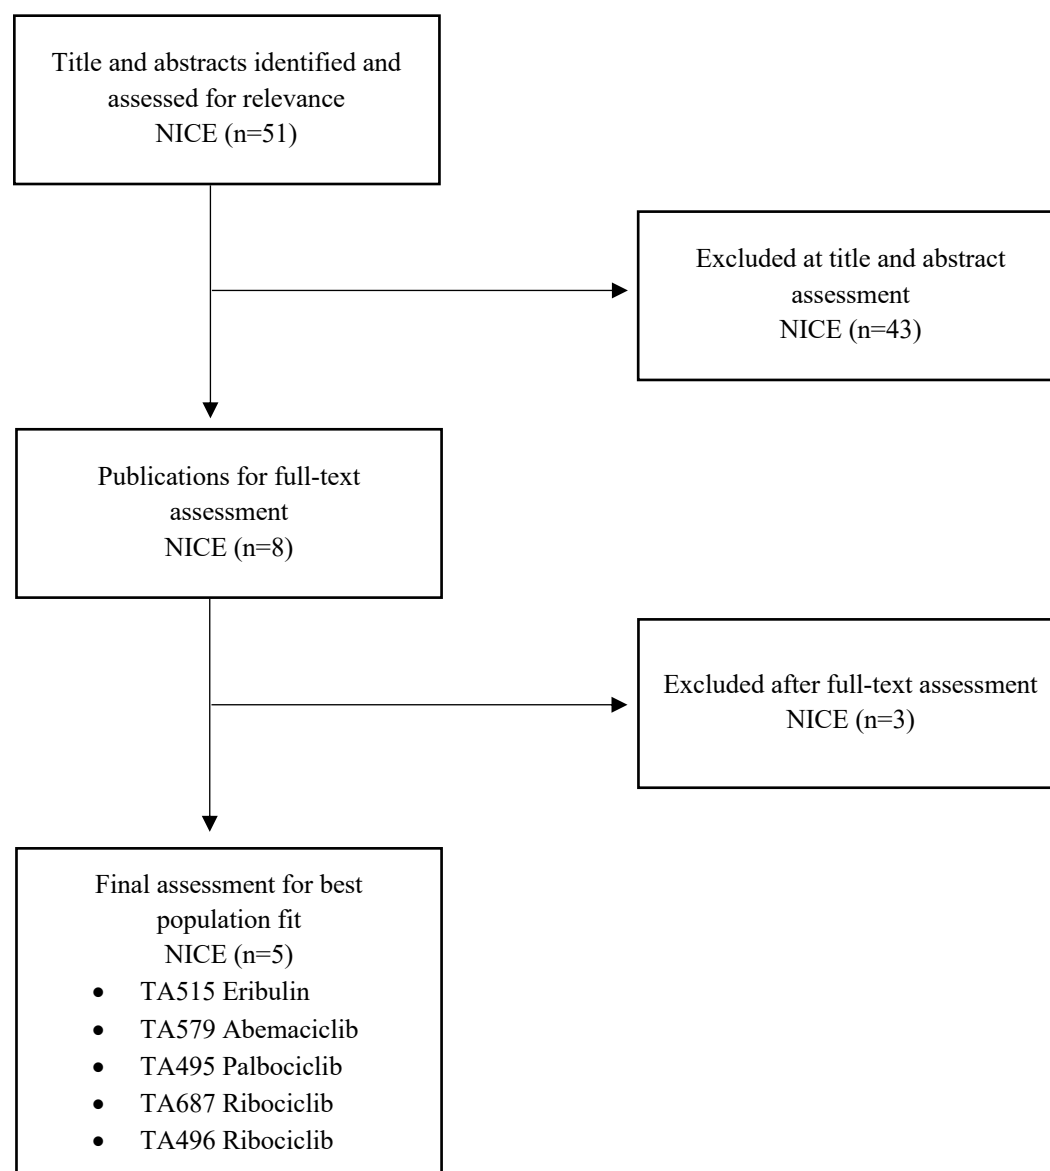 Title and abstracts identified and
assessed for relevance
NICE (n=51)
Excluded at title and abstract
assessment
NICE (n=43)
Publications for full-text
assessment
NICE (n=8)
Excluded after full-text assessment
NICE (n=3)
Final assessment for best
population fit
NICE (n=5)
• TA515 Eribulin
• TA579 Abemaciclib
• TA495 Palbociclib
• TA687 Ribociclib
• TA496 Ribociclib